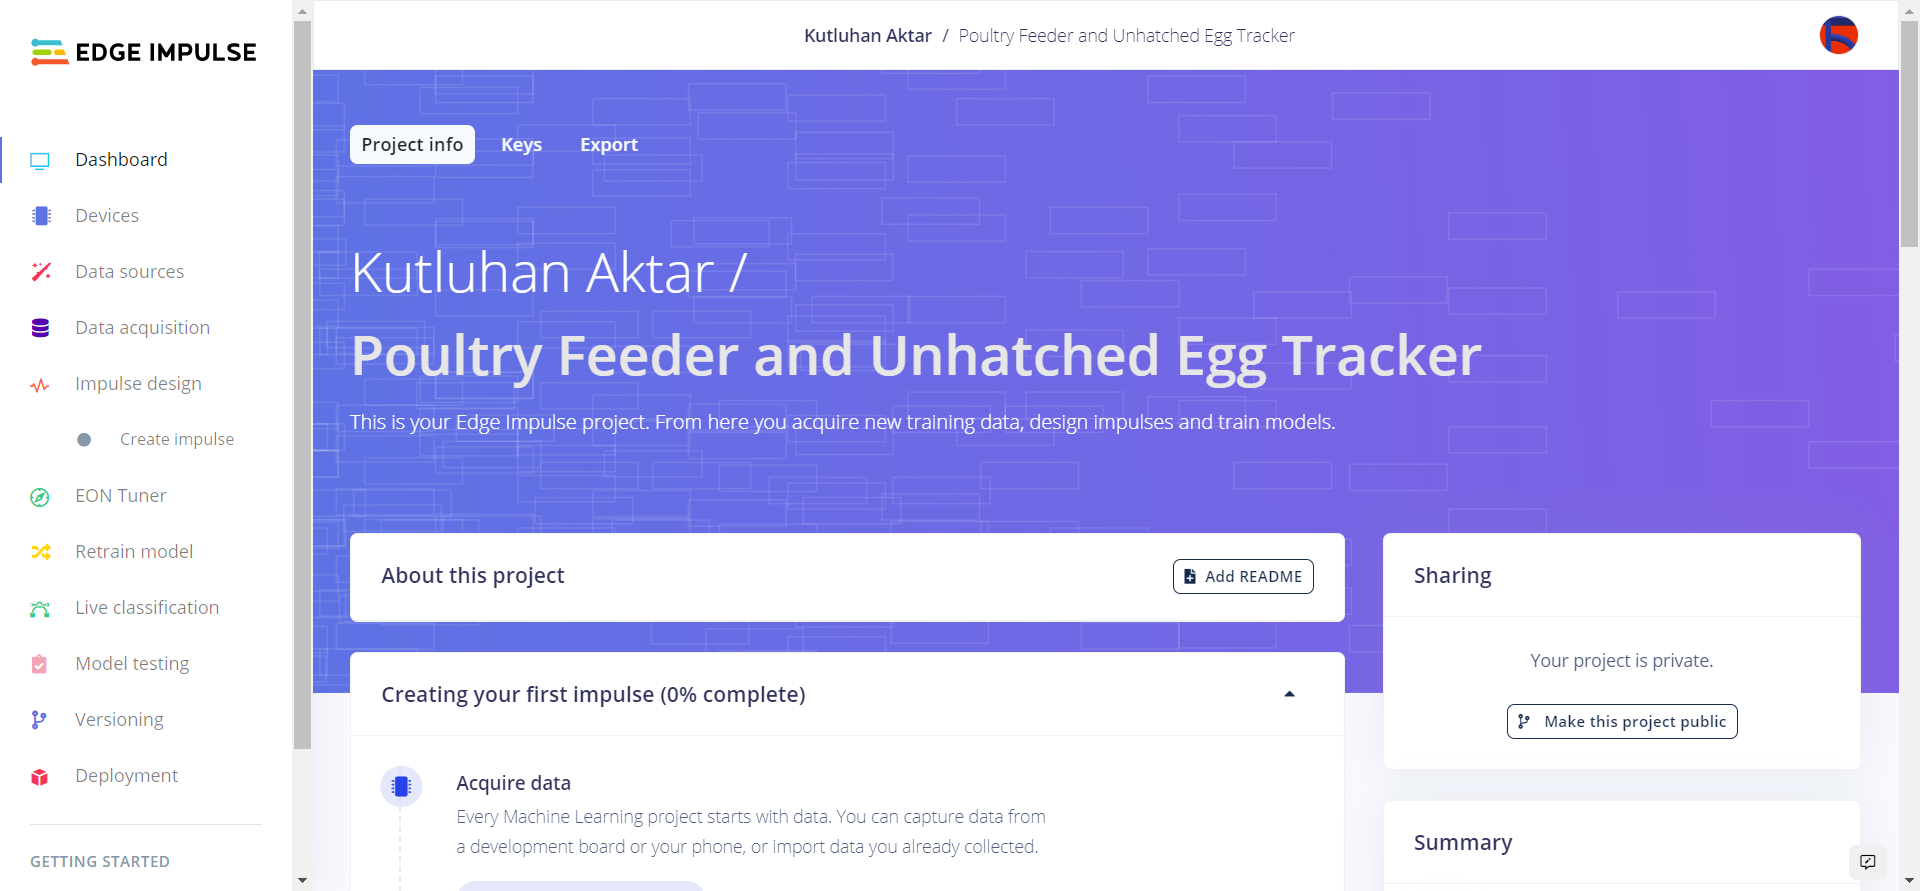 EDGE IMPULSE
Dashboard
Devices
Data sources
Data acquisition
Impulse design
Create impulse
EON Tuner
Retrain model
Live classification
Model testing
Versioning
Deployment
GETTING STARTED
Kutluhan Aktar / Poultry Feeder and Unhatched Egg Tracker
Project info Keys Export
Kutluhan Aktar /
Poultry Feeder and Unhatched Egg Tracker
This is your Edge Impulse project. From here you acquire new training data, design impulses and train models.
About this project
Add README
Creating your first impulse (0% complete)
Acquire data
Every Machine Learning project starts with data. You can capture data from
a development board or your phone, or import data you already collected.
Sharing
Your project is private.
Make this project public
Summary